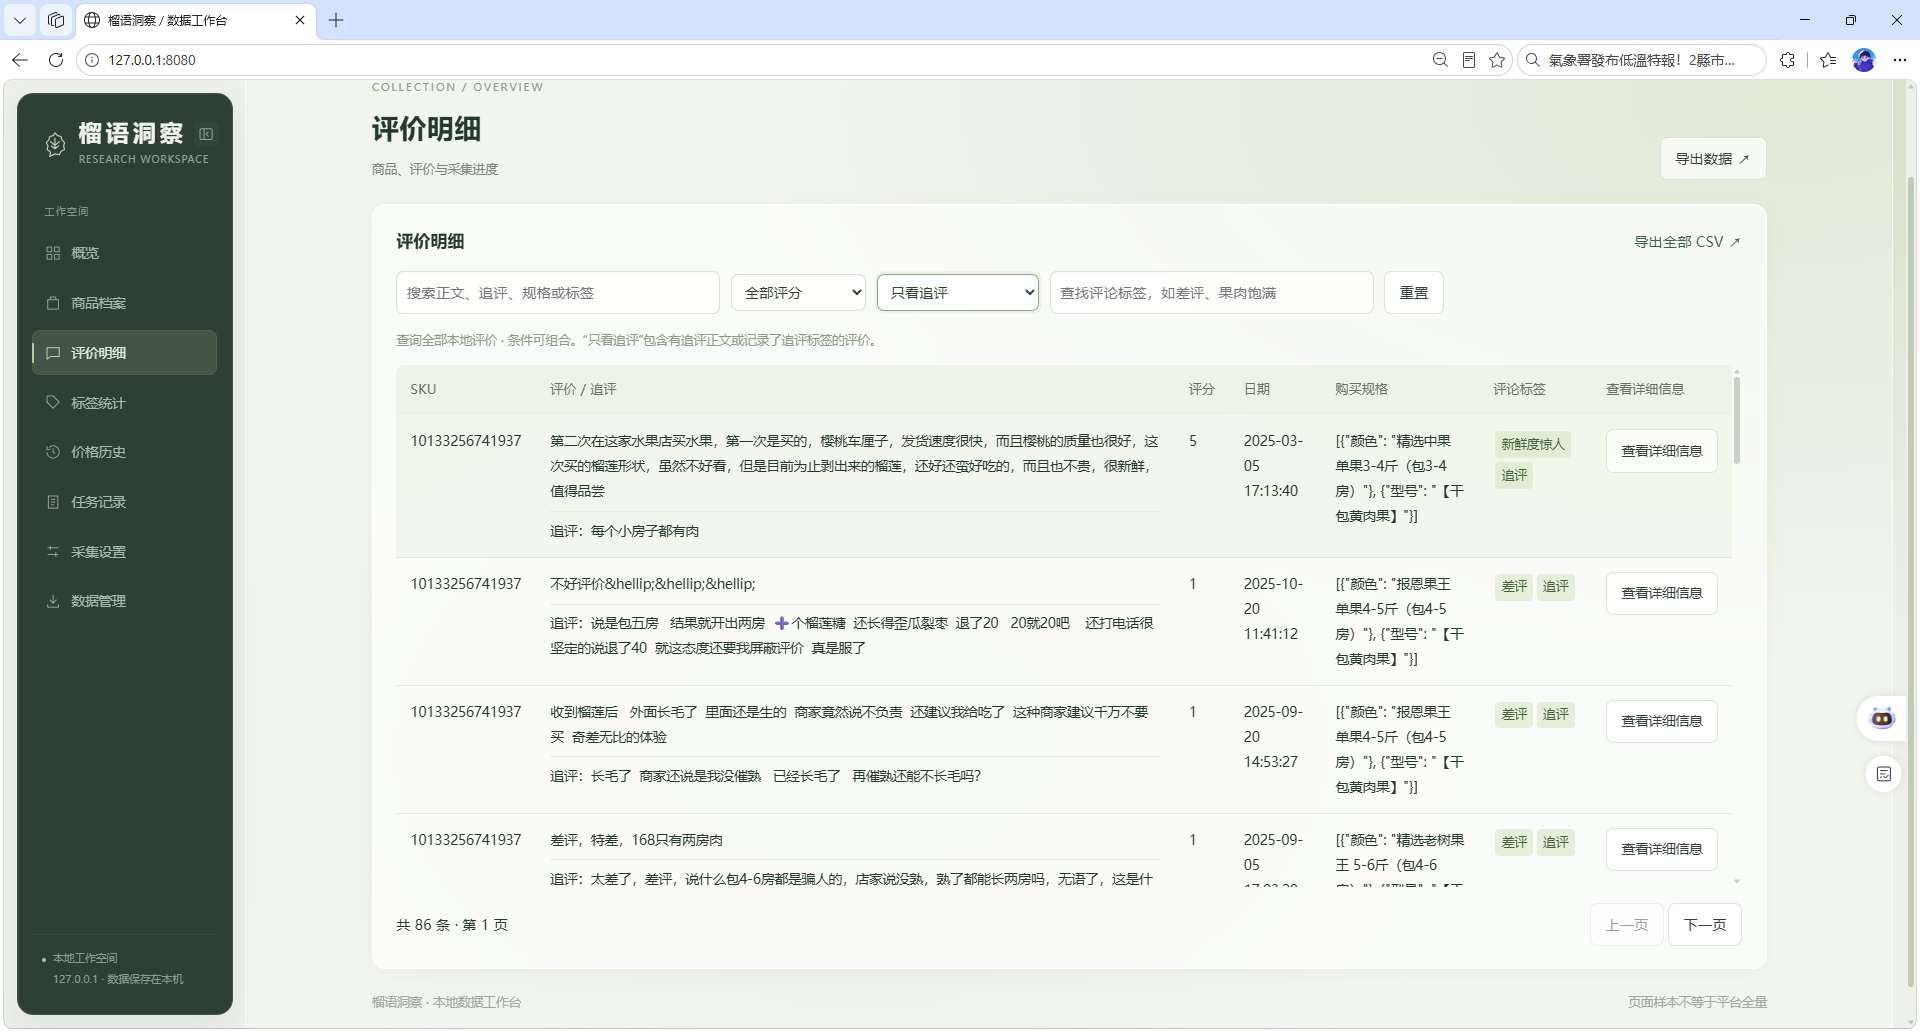 榴语洞察 / 数据工作台
127.0.0.1:8080
氣象署發布低溫特報！2縣市...
榴语洞察
RESEARCH WORKSPACE
工作空间
概览
商品档案
评价明细
标签统计
价格历史
任务记录
采集设置
数据管理
本地工作空间
127.0.0.1 · 数据保存在本机
COLLECTION / OVERVIEW
评价明细
商品、评价与采集进度
导出数据 ↗
评价明细
导出全部 CSV ↗
搜索正文、追评、规格或标签
全部评分
只看追评
查找评论标签，如差评、果肉饱满
重置
查询全部本地评价 · 条件可组合。“只看追评”包含有追评正文或记录了追评标签的评价。
SKU 评价 / 追评 评分 日期 购买规格 评论标签 查看详细信息
10133256741937
第二次在这家水果店买水果，第一次是买的，樱桃车厘子，发货速度很快，而且樱桃的质量也很好，这
次买的榴莲形状，虽然不好看，但是目前为止剥出来的榴莲，还好还蛮好吃的，而且也不贵，很新鲜，
值得品尝
追评：每个小房子都有肉
5
2025-03-
05
17:13:40
[{"颜色": "精选中果
单果3-4斤（包3-4
房）"}, {"型号": "【干
包黄肉果】"}]
新鲜度惊人
追评
查看详细信息
10133256741937
不好评价&hellip;&hellip;&hellip;
追评：说是包五房 结果就开出两房 ➕个榴莲糖 还长得歪瓜裂枣 退了20 20就20吧 还打电话很
坚定的说退了40 就这态度还要我屏蔽评价 真是服了
1
2025-10-
20
11:41:12
[{"颜色": "报恩果王
单果4-5斤（包4-5
房）"}, {"型号": "【干
包黄肉果】"}]
差评 追评
查看详细信息
10133256741937
收到榴莲后 外面长毛了 里面还是生的 商家竟然说不负责 还建议我给吃了 这种商家建议千万不要
买 奇差无比的体验
追评：长毛了 商家还说是我没催熟 已经长毛了 再催熟还能不长毛吗？
1
2025-09-
20
14:53:27
[{"颜色": "报恩果王
单果4-5斤（包4-5
房）"}, {"型号": "【干
包黄肉果】"}]
差评 追评
查看详细信息
10133256741937
差评，特差，168只有两房肉
追评：太差了，差评，说什么包4-6房都是骗人的，店家说没熟，熟了都能长两房吗，无语了，这是什
1
2025-09-
05
[{"颜色": "精选老树果
王 5-6斤（包4-6
差评 追评
查看详细信息
共 86 条 · 第 1 页
上一页
下一页
榴语洞察 · 本地数据工作台
页面样本不等于平台全量